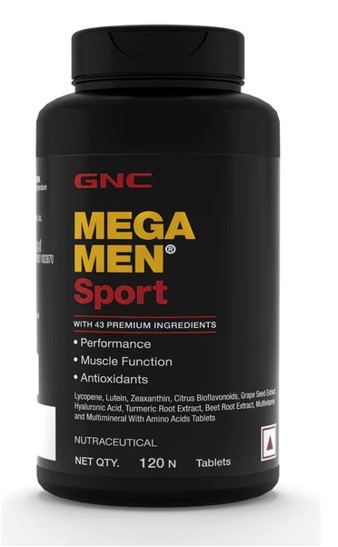 GNC
MEGA
MEN®
Sport
WITH 43 PREMIUM INGREDIENTS
• Performance
• Muscle Function
• Antioxidants
Lycopene, Lutein, Zeaxanthin, Citrus Bioflavonoids, Grape Seed Extract,
Hyaluronic Acid, Turmeric Root Extract, Beet Root Extract, Multivitamin
and Multimineral With Amino Acids Tablets
NUTRACEUTICAL
NET QTY. 120 N Tablets